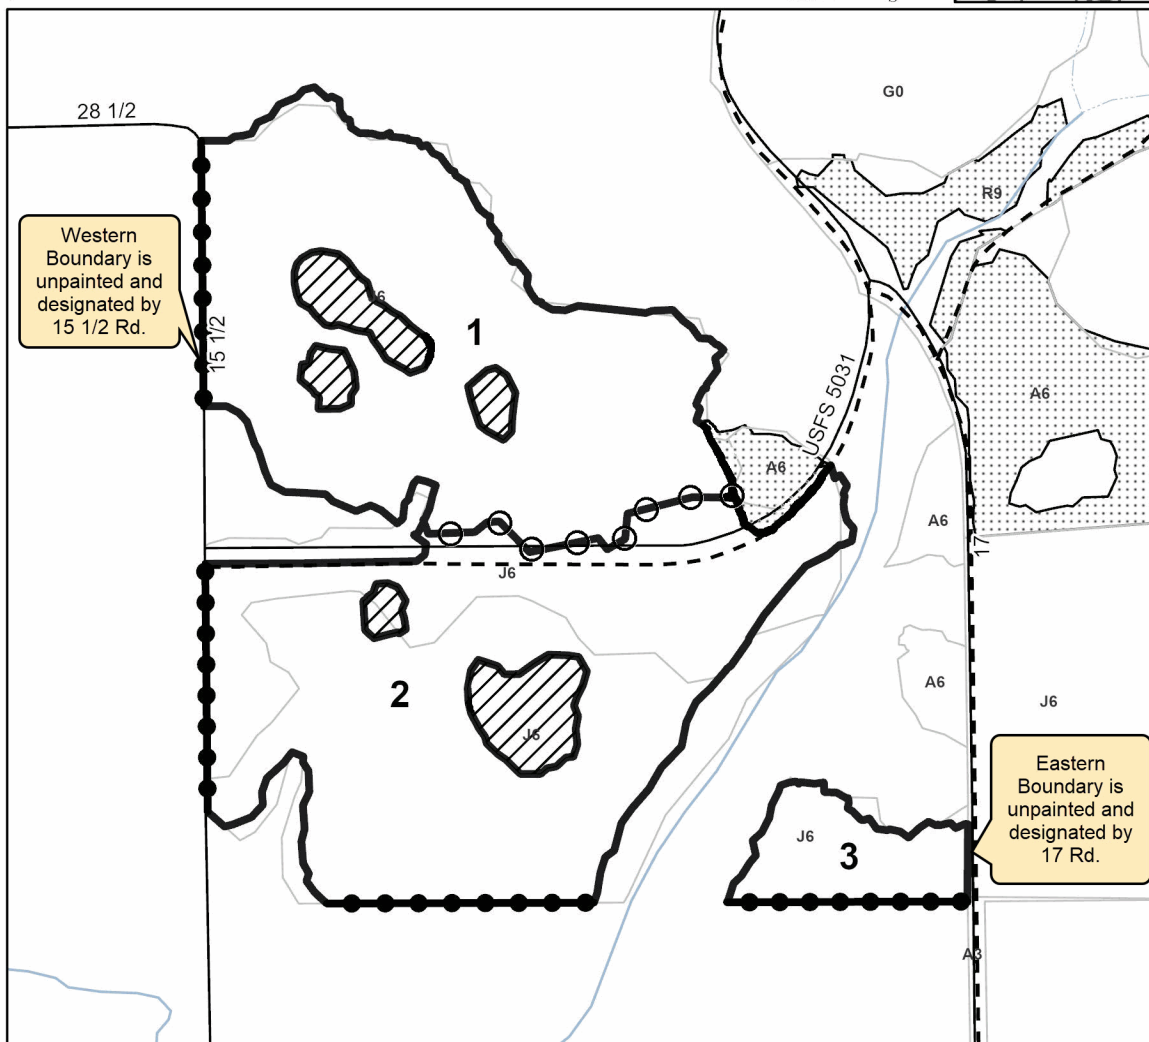 28 1/2
G0
R9
Western
Boundary is
unpainted and
designated by
15 1/2 Rd.
15 1/2
1
USFS 5031
A6
A6
A6
17
J6
2
A6
J6
J6
Eastern
Boundary is
unpainted and
designated by
17 Rd.
J6
3
A3